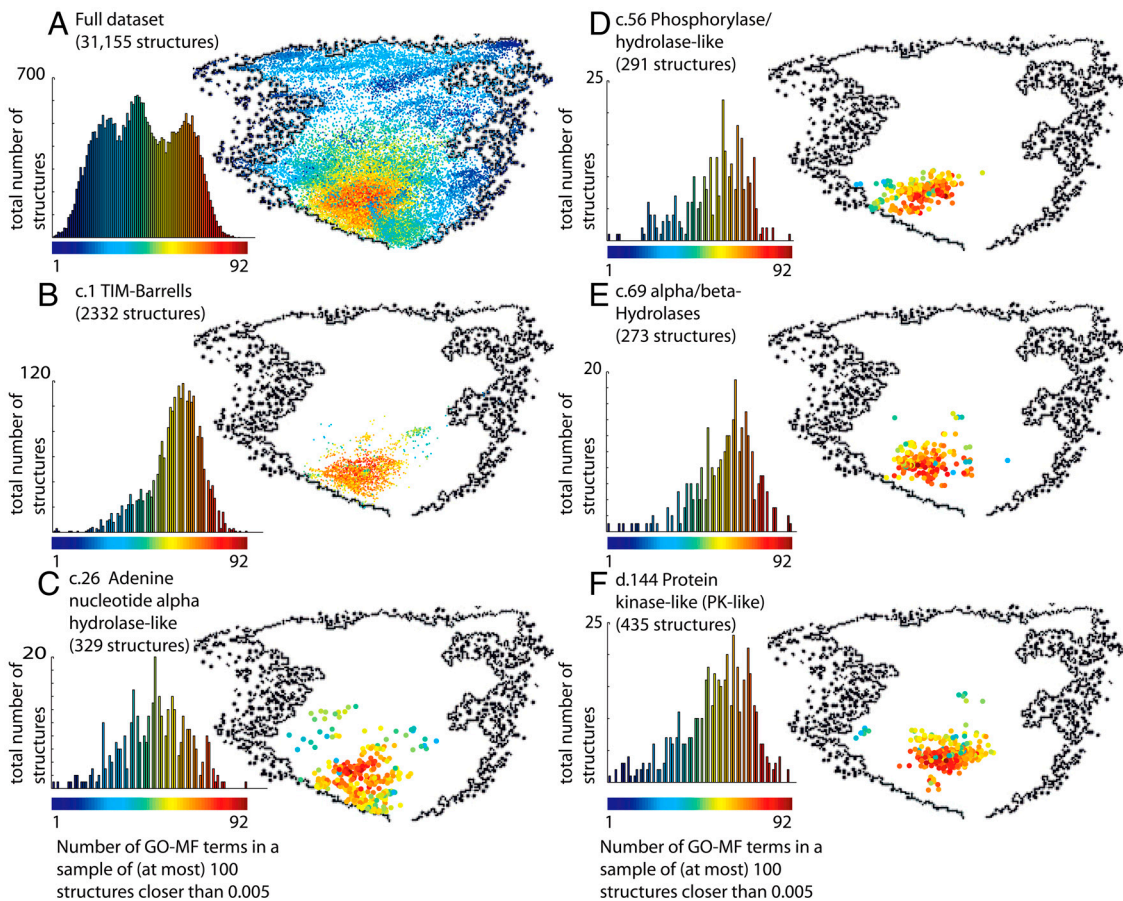 A Full dataset
(31,155 structures)
700
total number of
structures
1 92
B c.1 TIM-Barrells
(2332 structures)
120
total number of
structures
1 92
C c.26 Adenine
nucleotide alpha
hydrolase-like
(329 structures)
20
total number of
structures
1 92
Number of GO-MF terms in a
sample of (at most) 100
structures closer than 0.005
D c.56 Phosphorylase/
hydrolase-like
(291 structures)
25
total number of
structures
1 92
E c.69 alpha/beta-
Hydrolases
(273 structures)
20
total number of
structures
1 92
F d.144 Protein
kinase-like (PK-like)
(435 structures)
25
total number of
structures
1 92
Number of GO-MF terms in a
sample of (at most) 100
structures closer than 0.005